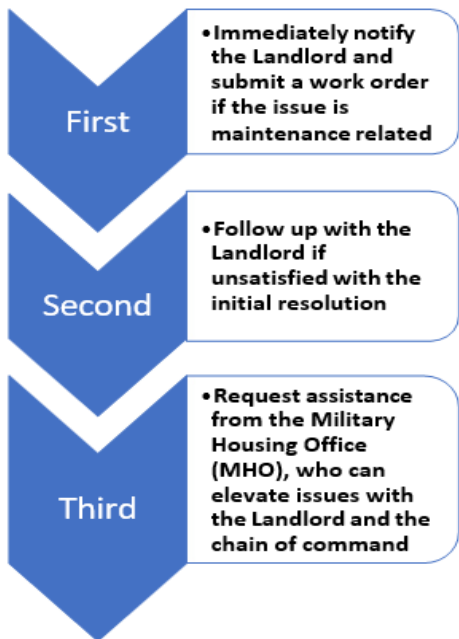 First
•Immediately notify
the Landlord and
submit a work order
if the issue is
maintenance related
Second
•Follow up with the
Landlord if
unsatisfied with the
initial resolution
Third
•Request assistance
from the Military
Housing Office
(MHO), who can
elevate issues with
the Landlord and the
chain of command